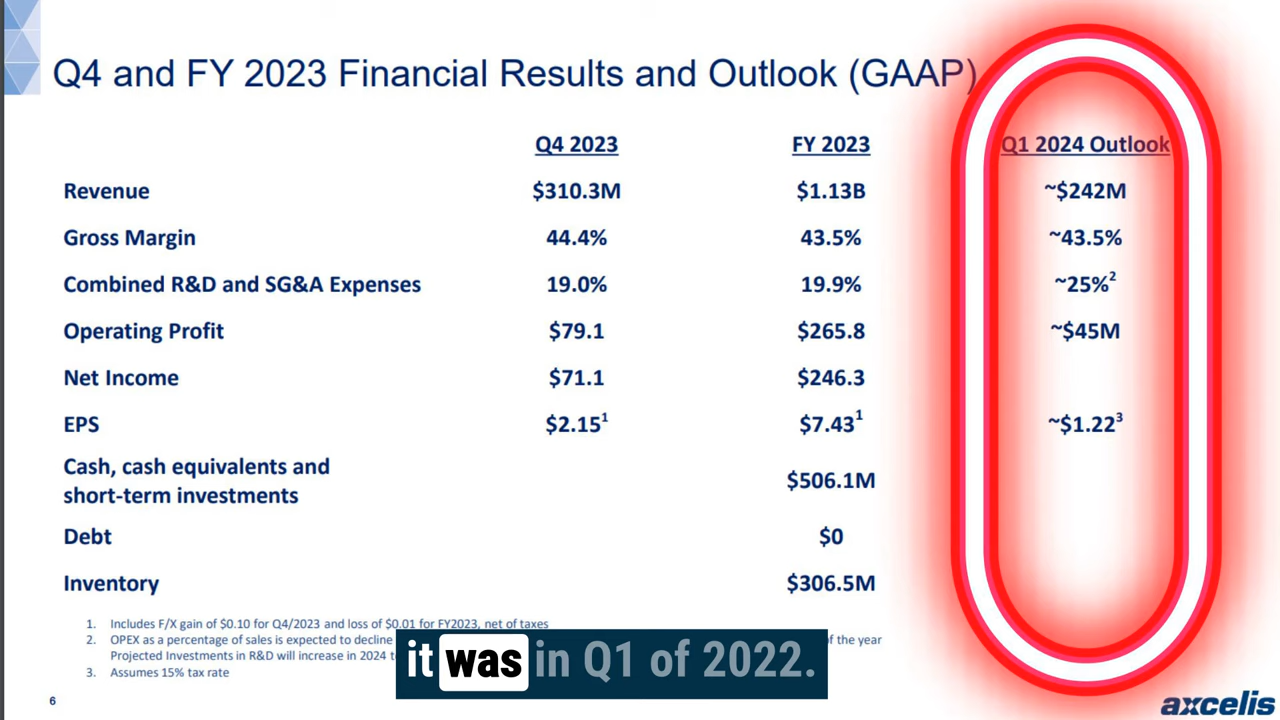 Q4 and FY 2023 Financial Results and Outlook (GAAP)
Q4 2023 FY 2023 Q1 2024 Outlook
Revenue $310.3M $1.13B ~$242M
Gross Margin 44.4% 43.5% ~43.5%
Combined R&D and SG&A Expenses 19.0% 19.9% ~25%2
Operating Profit $79.1 $265.8 ~$45M
Net Income $71.1 $246.3
EPS $2.151 $7.431 ~$1.223
Cash, cash equivalents and
short-term investments $506.1M
Debt $0
Inventory $306.5M
1. Includes F/X gain of $0.10 for Q4/2023 and loss of $0.01 for FY2023, net of taxes
2. OPEX as a percentage of sales is expected to decline of the year
Projected Investments in R&D will increase in 2024
3. Assumes 15% tax rate
it was in Q1 of 2022.
6
axcelis